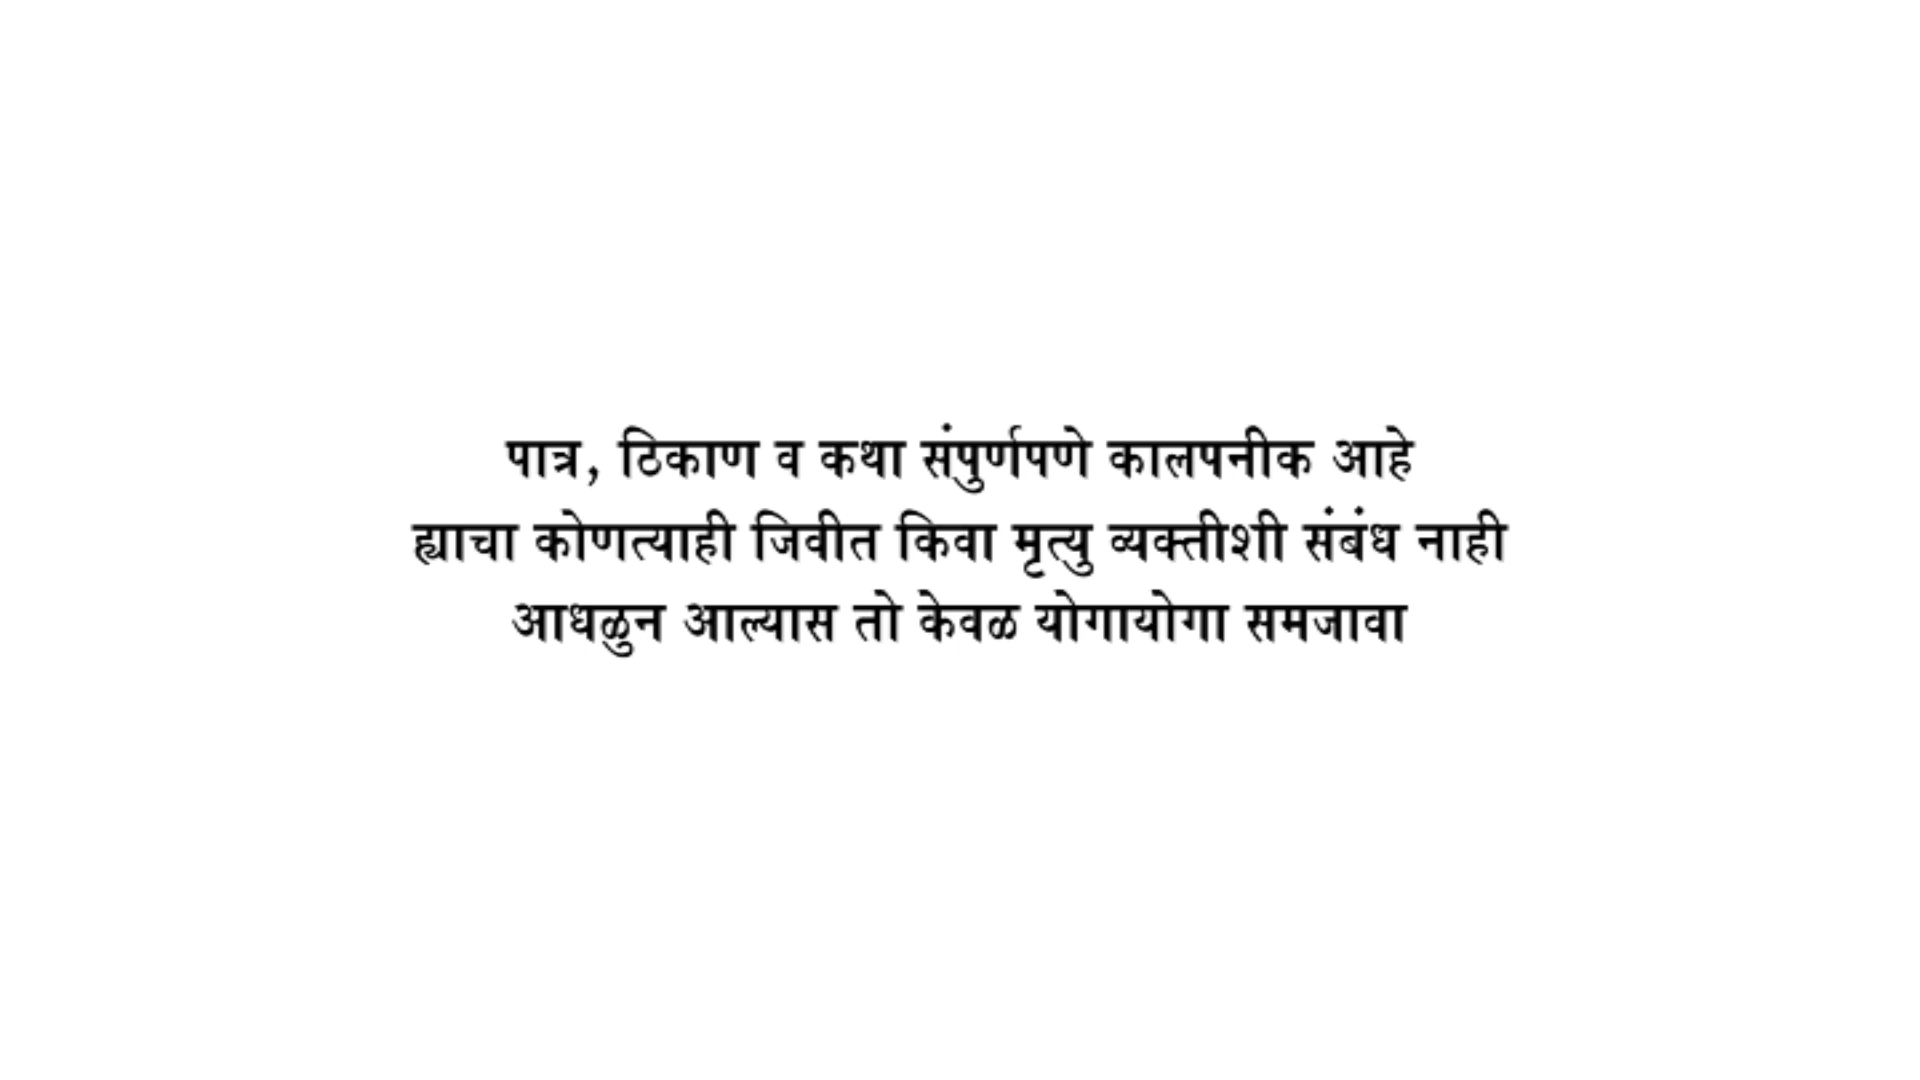 पात्र, ठिकाण व कथा संपुर्णपणे कालपनीक आहे
ह्याचा कोणत्याही जिवीत किवा मृत्यु व्यक्तीशी संबंध नाही
आधळुन आल्यास तो केवळ योगायोगा समजावा